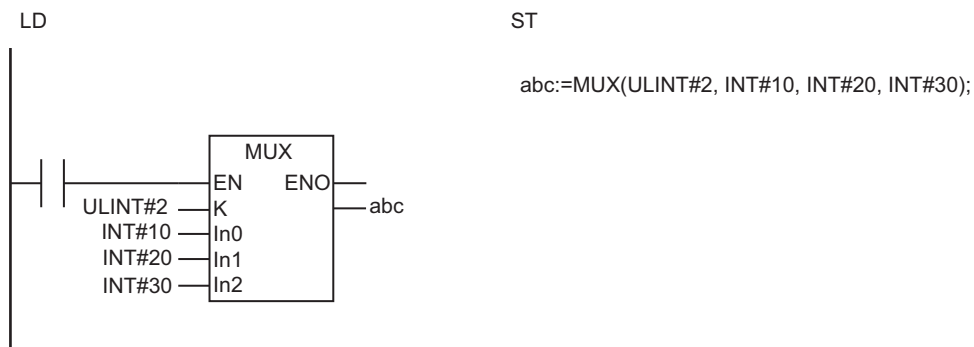 LD
ST
abc:=MUX(ULINT#2, INT#10, INT#20, INT#30);
MUX
EN ENO
ULINT#2 K abc
INT#10 In0
INT#20 In1
INT#30 In2